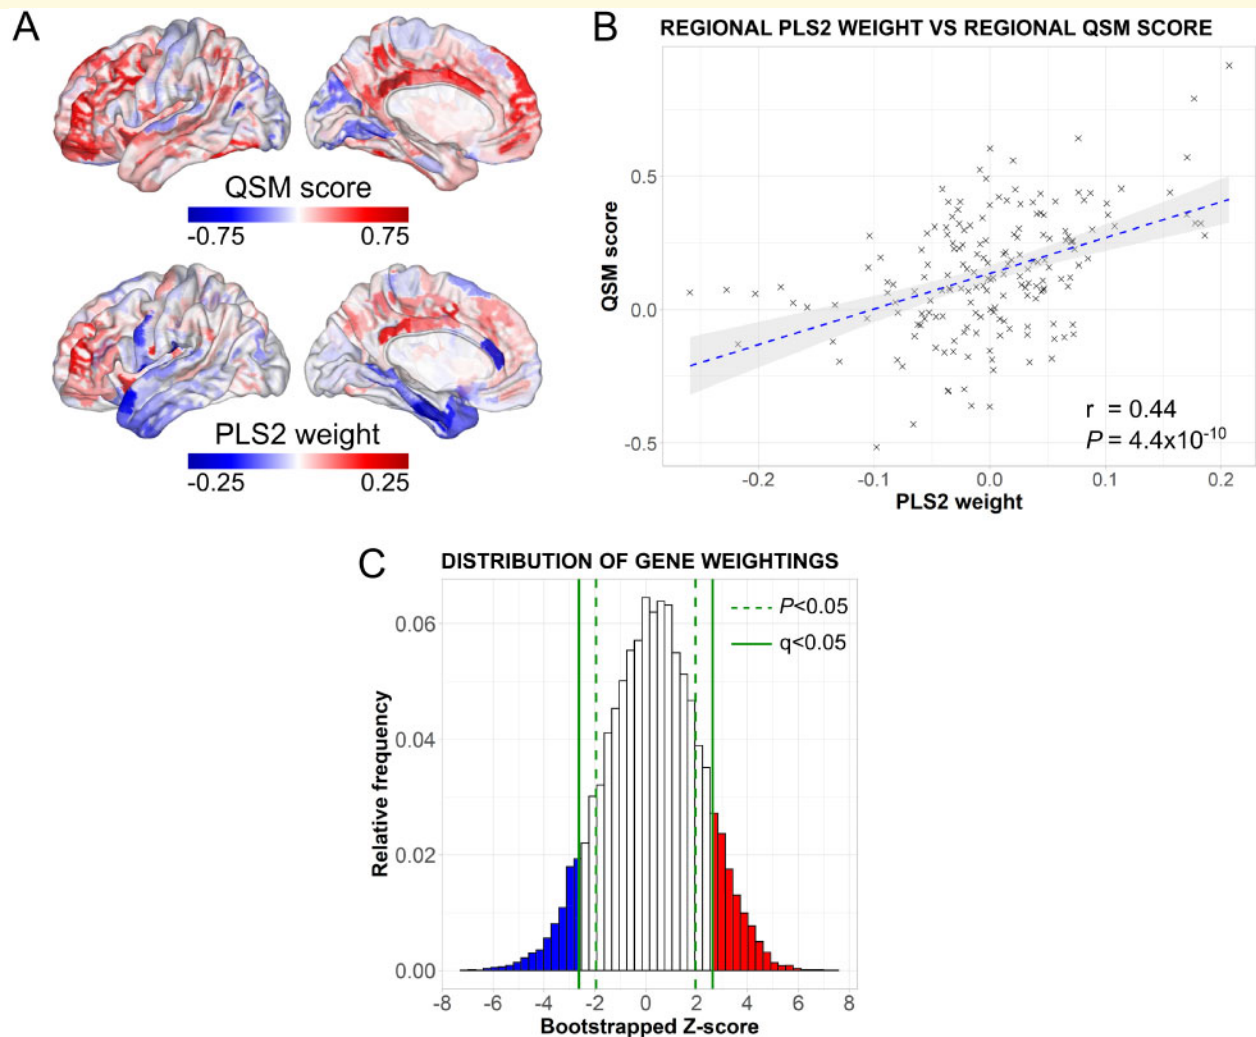 A
QSM score
-0.75 0.75
PLS2 weight
-0.25 0.25
B REGIONAL PLS2 WEIGHT VS REGIONAL QSM SCORE
QSM score
0.5
0.0
-0.5
r = 0.44
P = 4.4x10⁻¹⁰
-0.2 -0.1 0.0 0.1 0.2
PLS2 weight
C DISTRIBUTION OF GENE WEIGHTINGS
P<0.05
q<0.05
Relative frequency
0.06
0.04
0.02
0.00
-8 -6 -4 -2 0 2 4 6 8
Bootstrapped Z-score